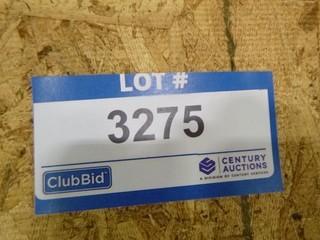 LOT #
3275
ClubBid
CENTURY
AUCTIONS
A DIVISION OF CENTURY SERVICES